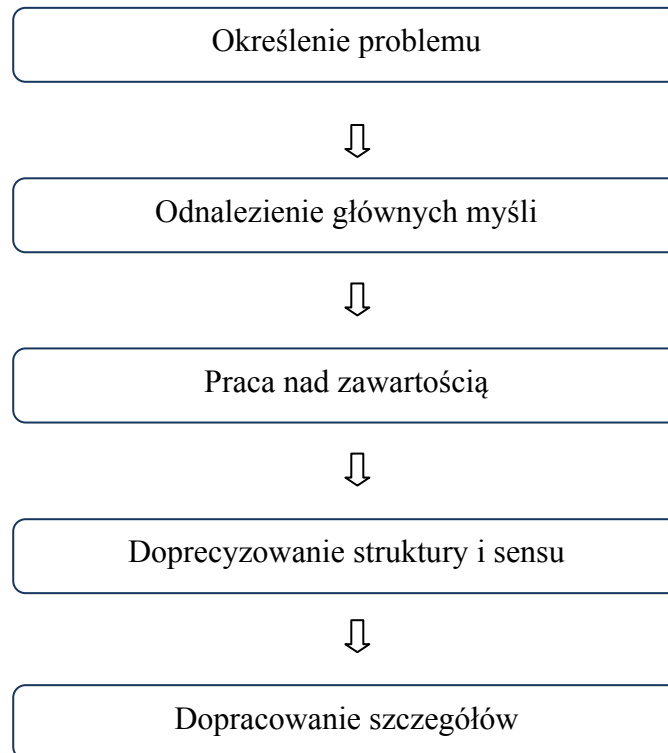 Określenie problemu
Odnalezienie głównych myśli
Praca nad zawartością
Doprecyzowanie struktury i sensu
Dopracowanie szczegółów